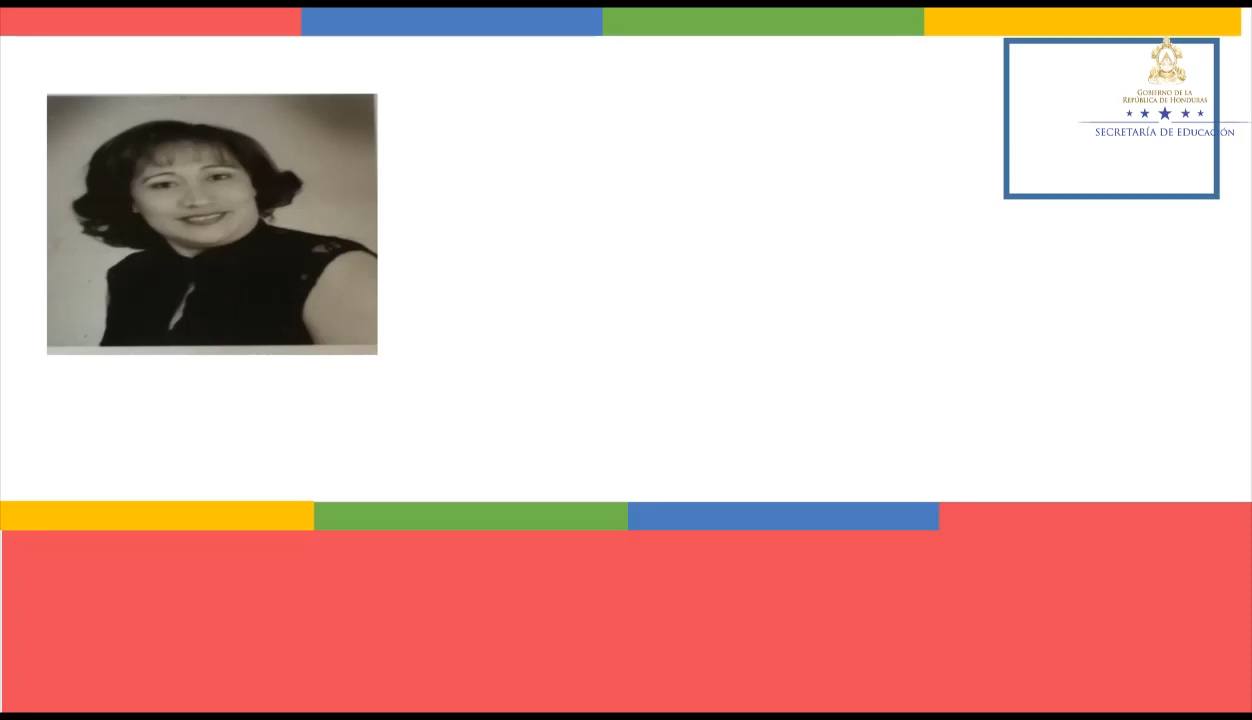 GOBIERNO DE LA
REPÚBLICA DE HONDURAS
SECRETARÍA DE EDUCACIÓN